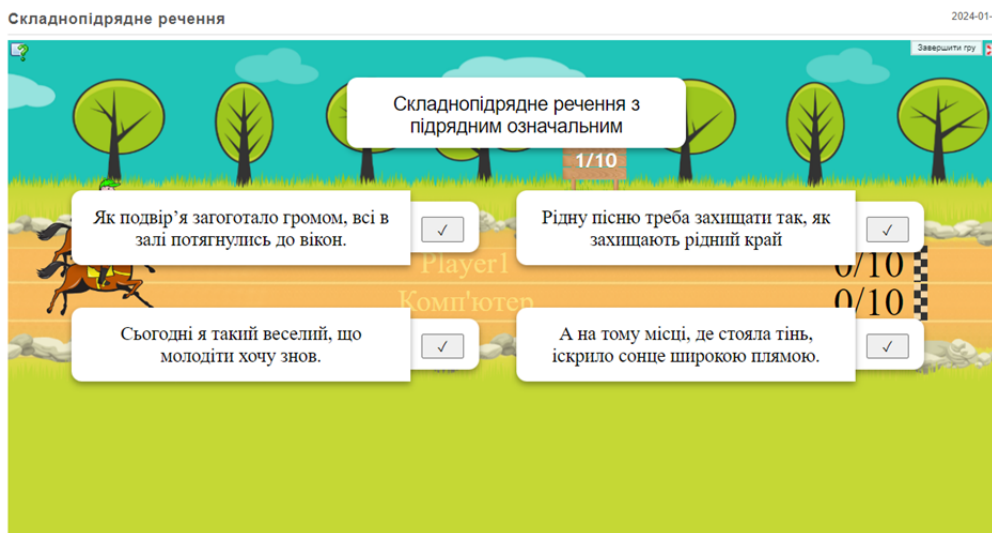 Складнопідрядне речення
2024-01-
Завершити гру
Складнопідрядне речення з
підрядним означальним
1/10
Як подвір’я загоготало громом, всі в
залі потягнулись до вікон.
Рідну пісню треба захищати так, як
захищають рідний край
Player1
0/10
Комп'ютер
0/10
Сьогодні я такий веселий, що
молодіти хочу знов.
А на тому місці, де стояла тінь,
іскрило сонце широкою плямою.